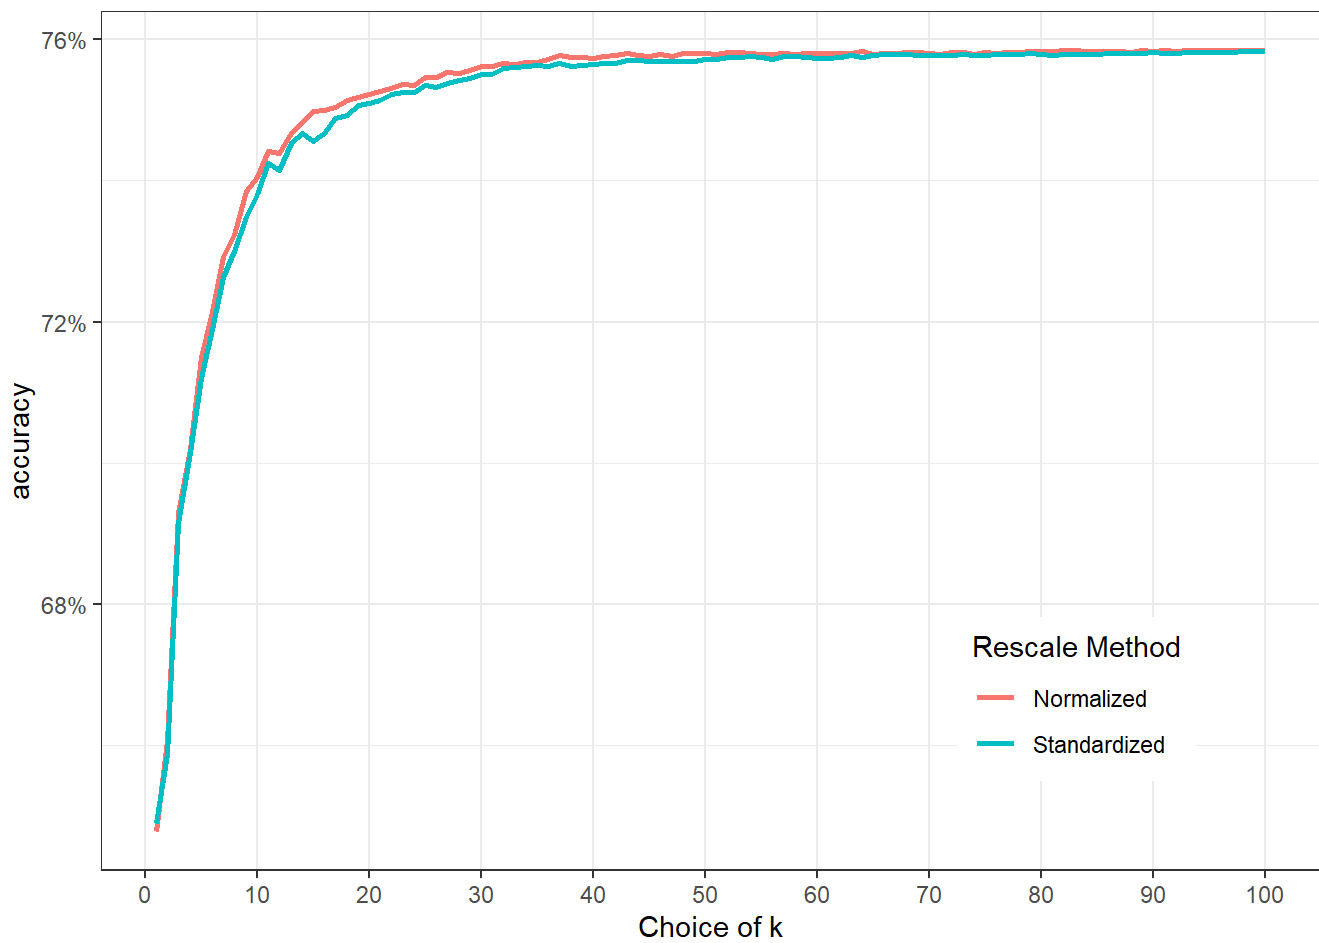 76%
72%
68%
accuracy
Rescale Method
Normalized
Standardized
0 10 20 30 40 50 60 70 80 90 100
Choice of k